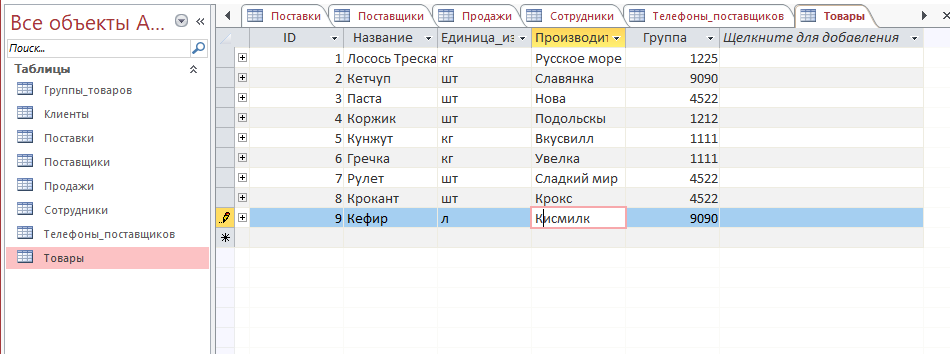 Все объекты A...
Поиск...
Таблицы
Группы_товаров
Клиенты
Поставки
Поставщики
Продажи
Сотрудники
Телефоны_поставщиков
Товары
Поставки Поставщики Продажи Сотрудники Телефоны_поставщиков Товары
ID Название Единица_из Производит Группа Щелкните для добавления
1 Лосось Треска кг Русское море 1225
2 Кетчуп шт Славянка 9090
3 Паста шт Нова 4522
4 Коржик шт Подольскы 1212
5 Кунжут кг Вкусвилл 1111
6 Гречка кг Увелка 1111
7 Рулет шт Сладкий мир 4522
8 Крокант шт Крокс 4522
9 Кефир л Кисмилк 9090